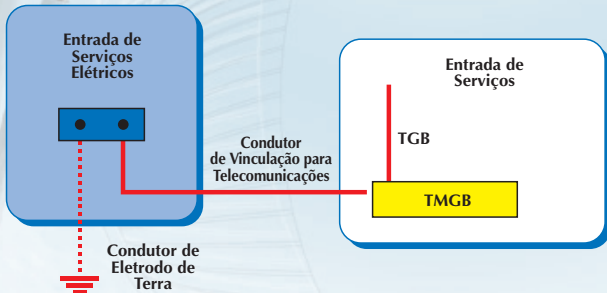 Entrada de
Serviços
Elétricos
Entrada de
Serviços
TGB
Condutor
de Vinculação para
Telecomunicações
TMGB
Condutor de
Eletrodo de
Terra